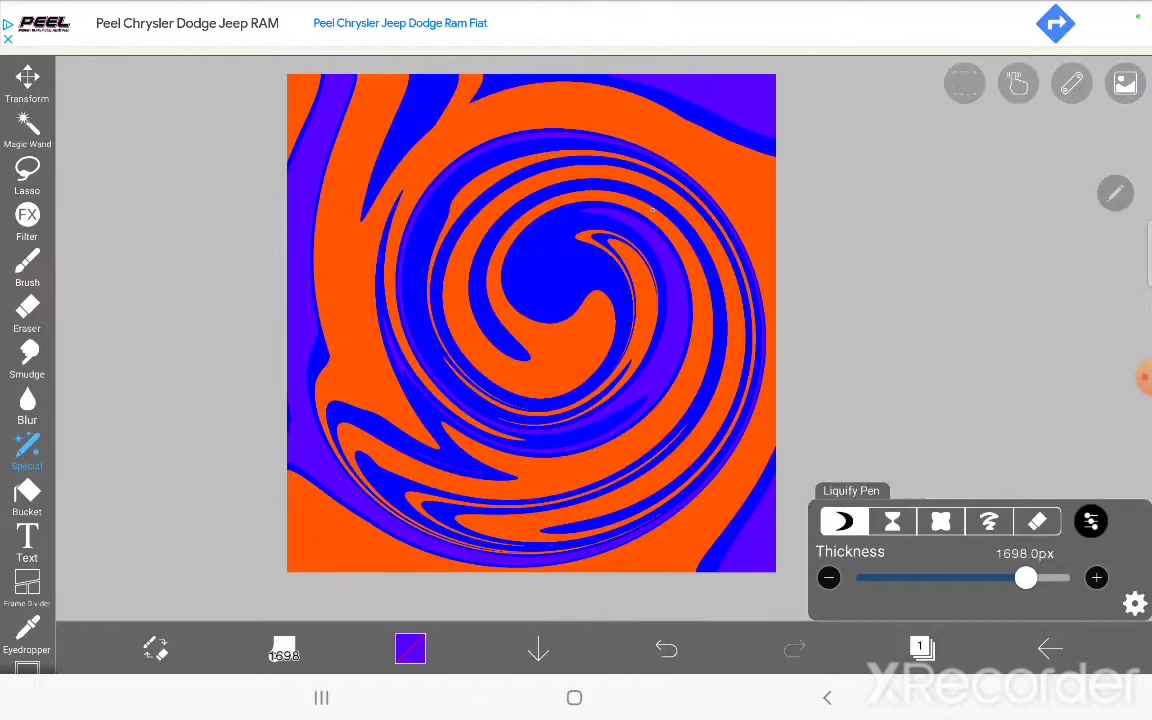 PEEL
Peel Chrysler Dodge Jeep RAM
Peel Chrysler Jeep Dodge Ram Fiat
Transform
Magic Wand
Lasso
FX
Filter
Brush
Eraser
Smudge
Blur
Special
Bucket
T
Text
Frame Divider
Eyedropper
Liquify Pen
Thickness
1698.0px
1698
1
XRecorder